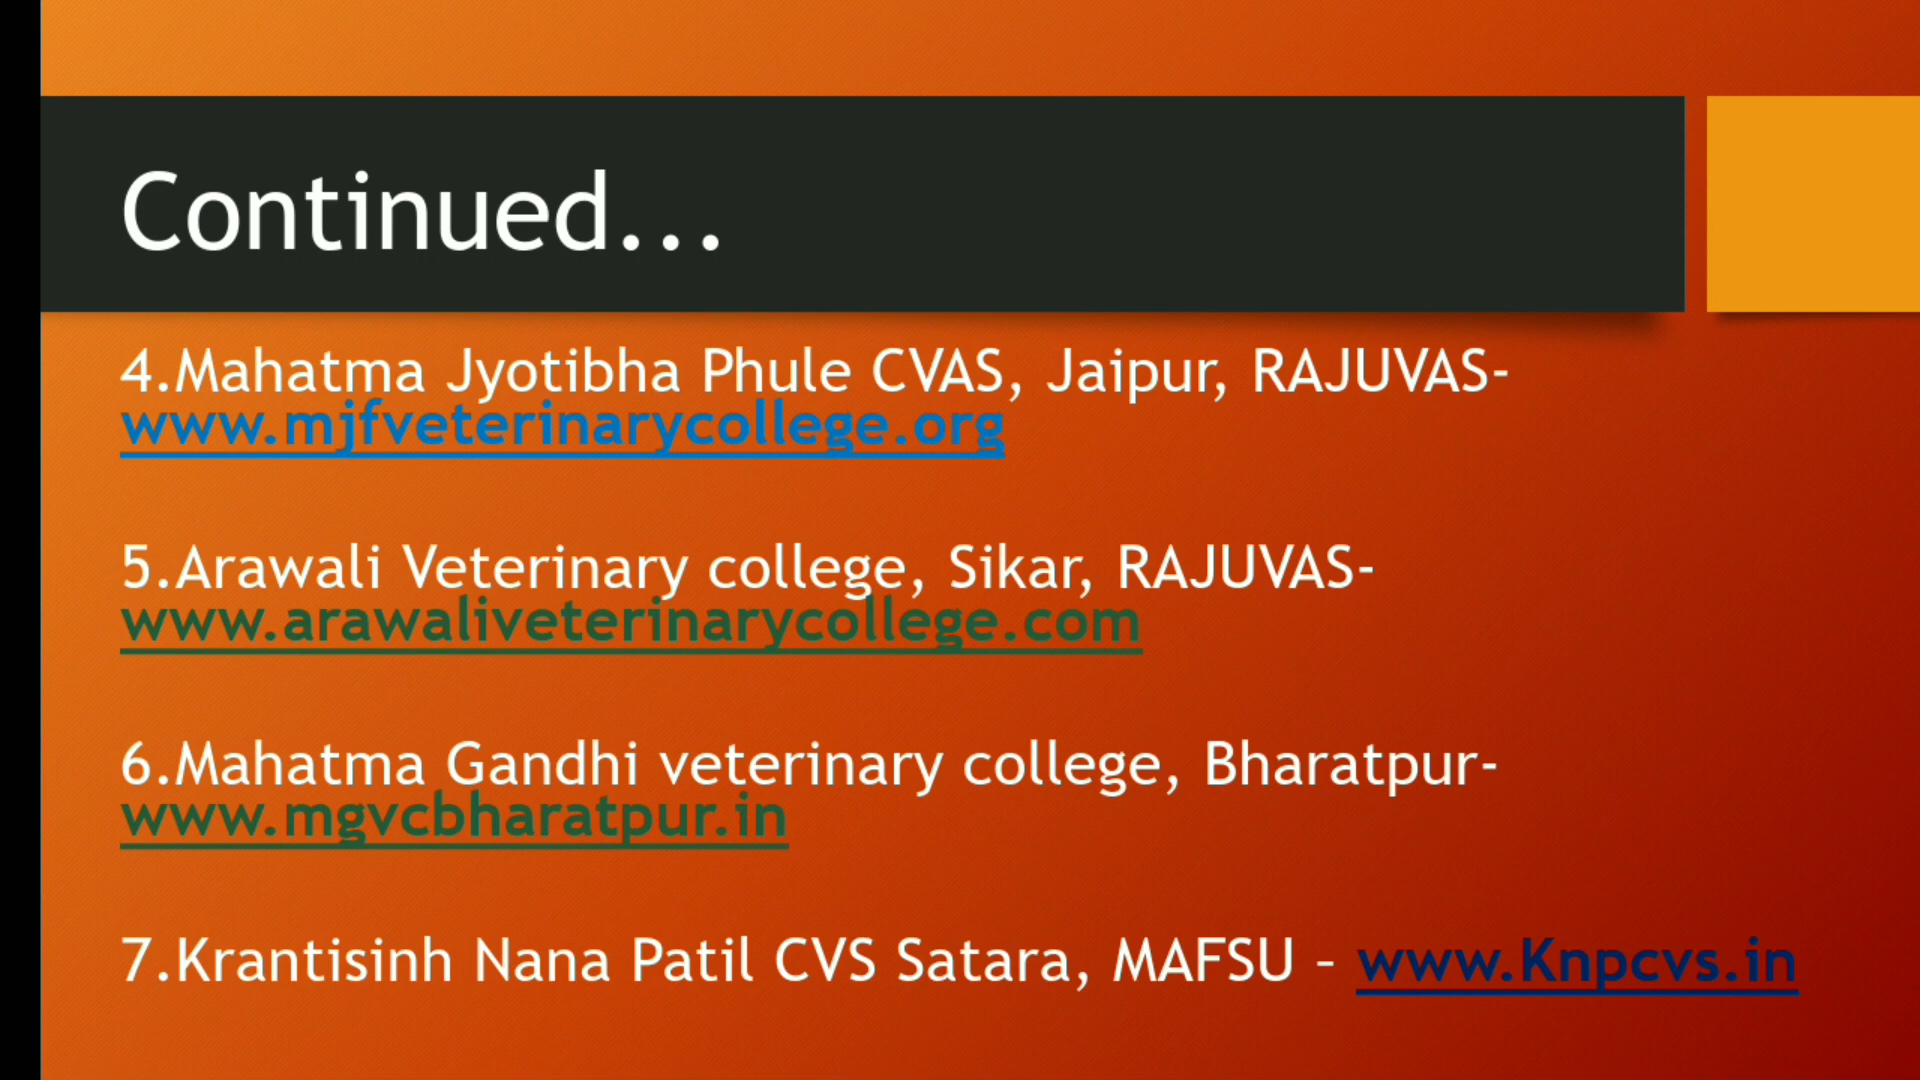 Continued...
4.Mahatma Jyotibha Phule CVAS, Jaipur, RAJUVAS-
www.mjfveterinarycollege.org
5.Arawali Veterinary college, Sikar, RAJUVAS-
www.arawaliveterinarycollege.com
6.Mahatma Gandhi veterinary college, Bharatpur-
www.mgvcbharatpur.in
7.Krantisinh Nana Patil CVS Satara, MAFSU – www.Knpcvs.in